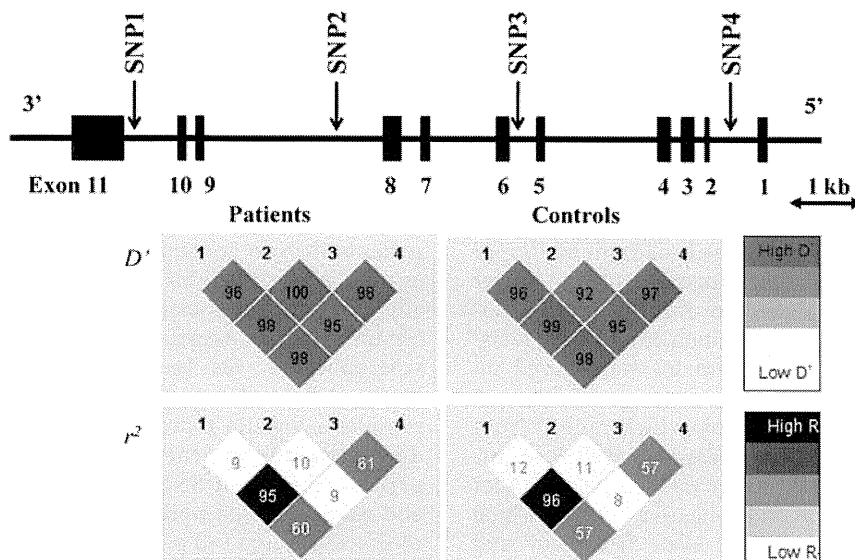 SNP1 SNP2 SNP3 SNP4
3’ 5’
Exon 11 10 9 8 7 6 5 4 3 2 1 1 kb
Patients Controls
D’ 1 2 3 4 1 2 3 4 High D
96 100 98 96 92 97
98 95 99 95
98 98 Low D'
r² 1 2 3 4 1 2 3 4 High R
9 10 61 12 11 57
95 9 96 8
60 57 Low R